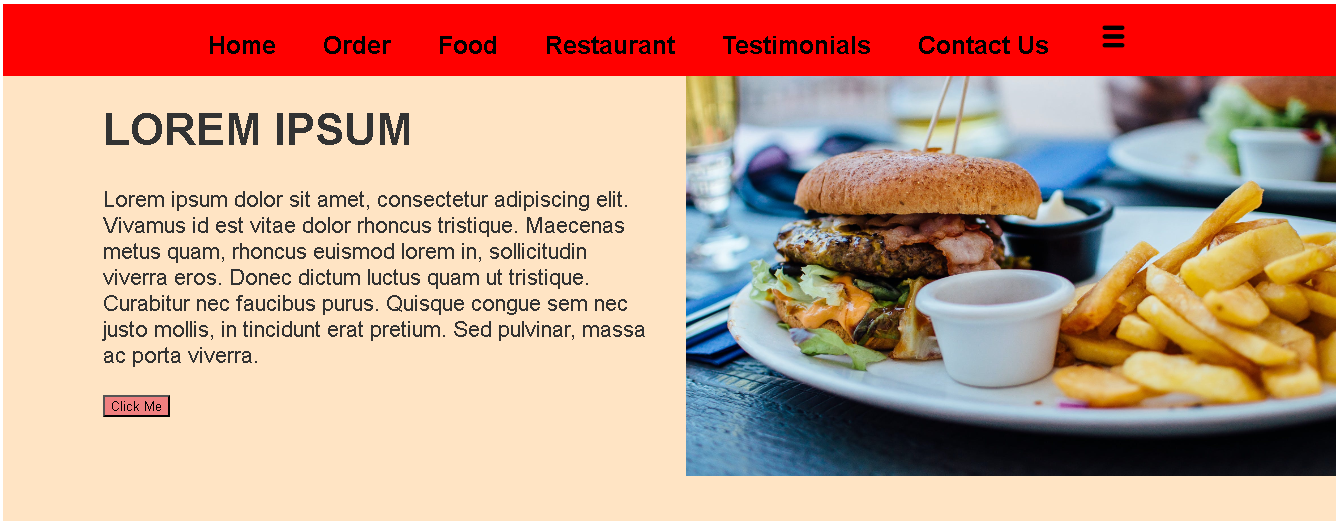 Home Order Food Restaurant Testimonials Contact Us
LOREM IPSUM
Lorem ipsum dolor sit amet, consectetur adipiscing elit.
Vivamus id est vitae dolor rhoncus tristique. Maecenas
metus quam, rhoncus euismod lorem in, sollicitudin
viverra eros. Donec dictum luctus quam ut tristique.
Curabitur nec faucibus purus. Quisque congue sem nec
justo mollis, in tincidunt erat pretium. Sed pulvinar, massa
ac porta viverra.
Click Me